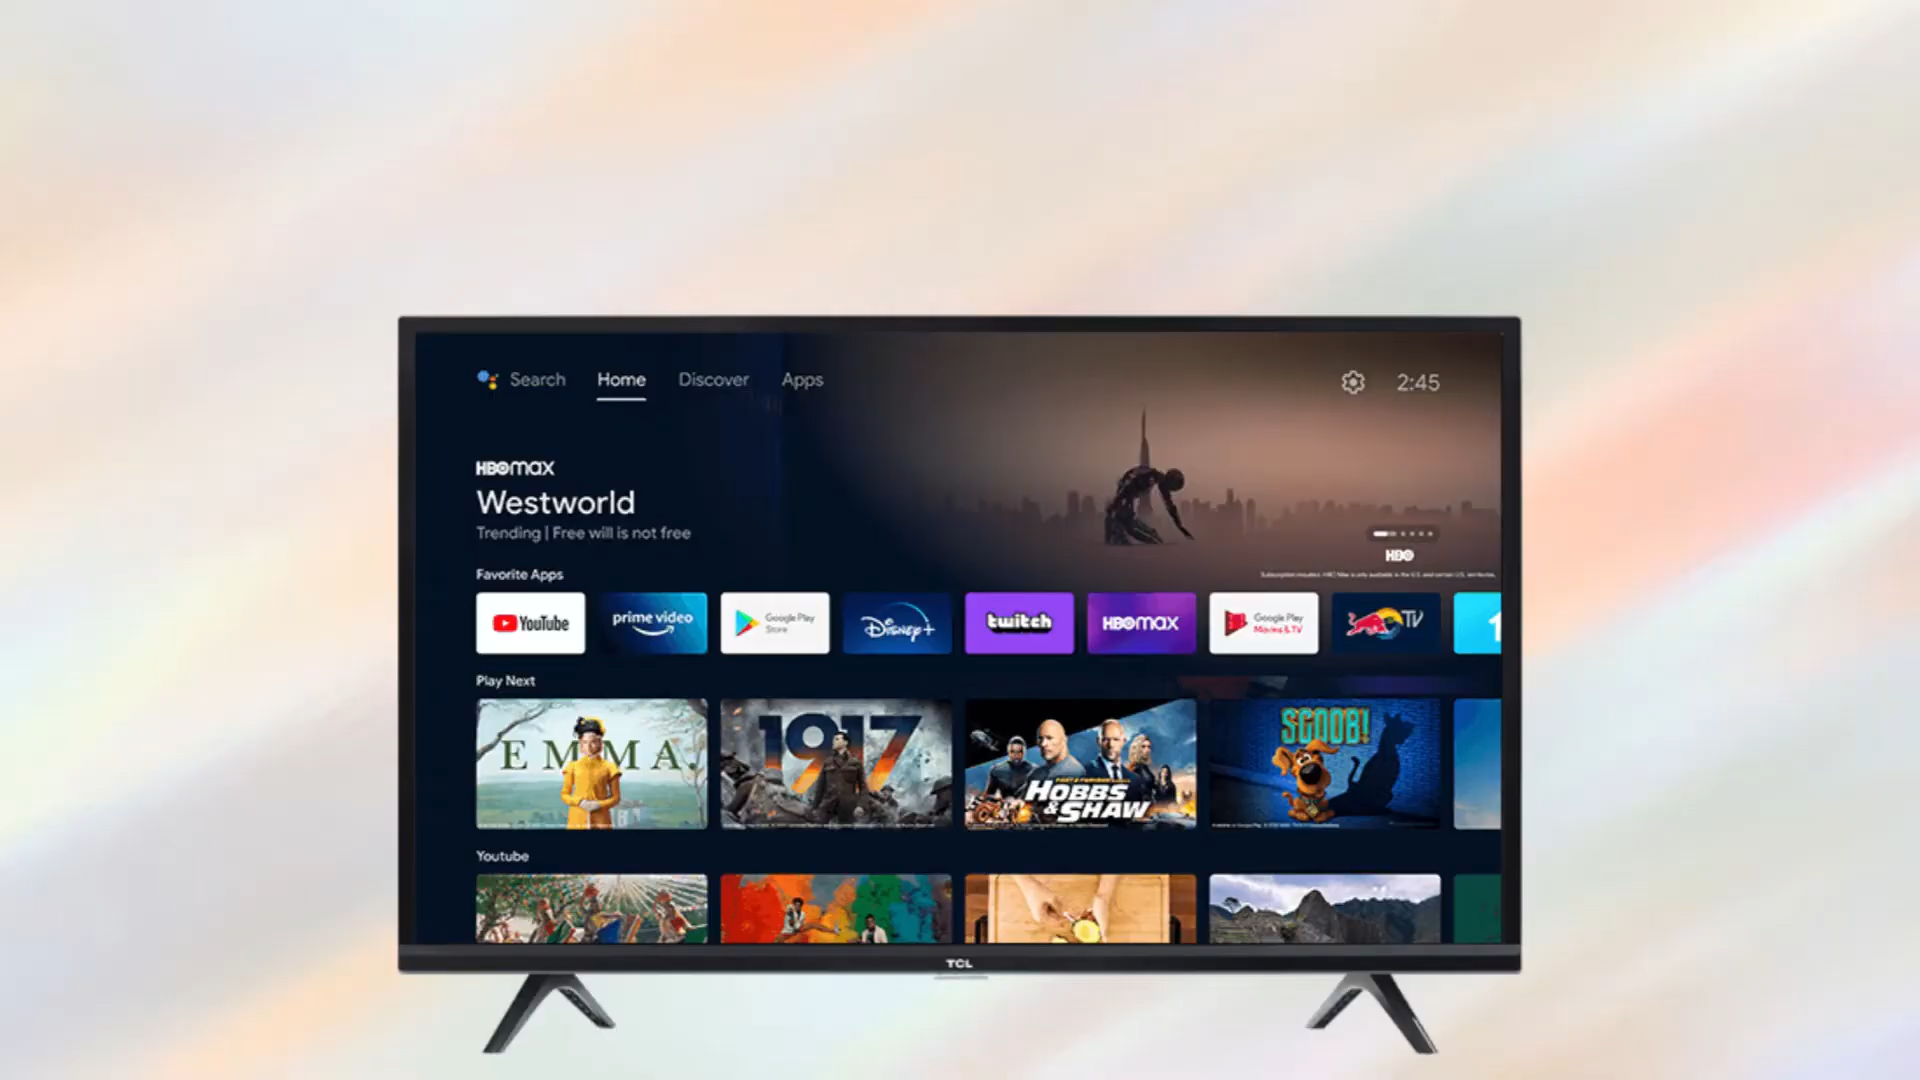 Search Home Discover Apps 2:45
HBOMAX
Westworld
Trending | Free will is not free
HBO
Favorite Apps
YouTube
prime video
Google Play
Store
Disney+
twitch
HBOMAX
Google Play
Movies & TV
TV
Play Next
EMMA.
1917
HOBBS
& SHAW
SCOOB!
Youtube
TCL